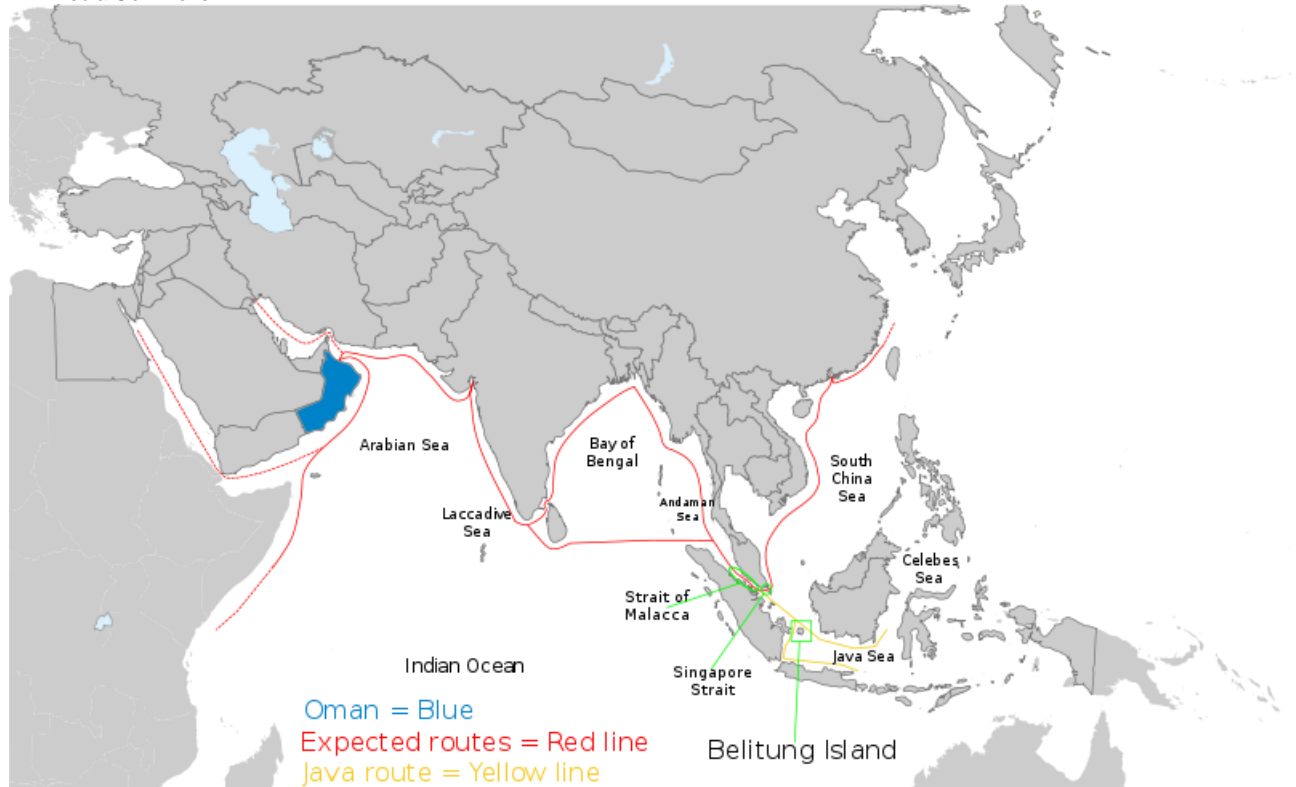 Arabian Sea
Bay of
Bengal
Laccadive
Sea
Andaman
Sea
South
China
Sea
Celebes
Sea
Strait of
Malacca
Singapore
Strait
Java Sea
Indian Ocean
Belitung Island
Oman = Blue
Expected routes = Red line
Java route = Yellow line